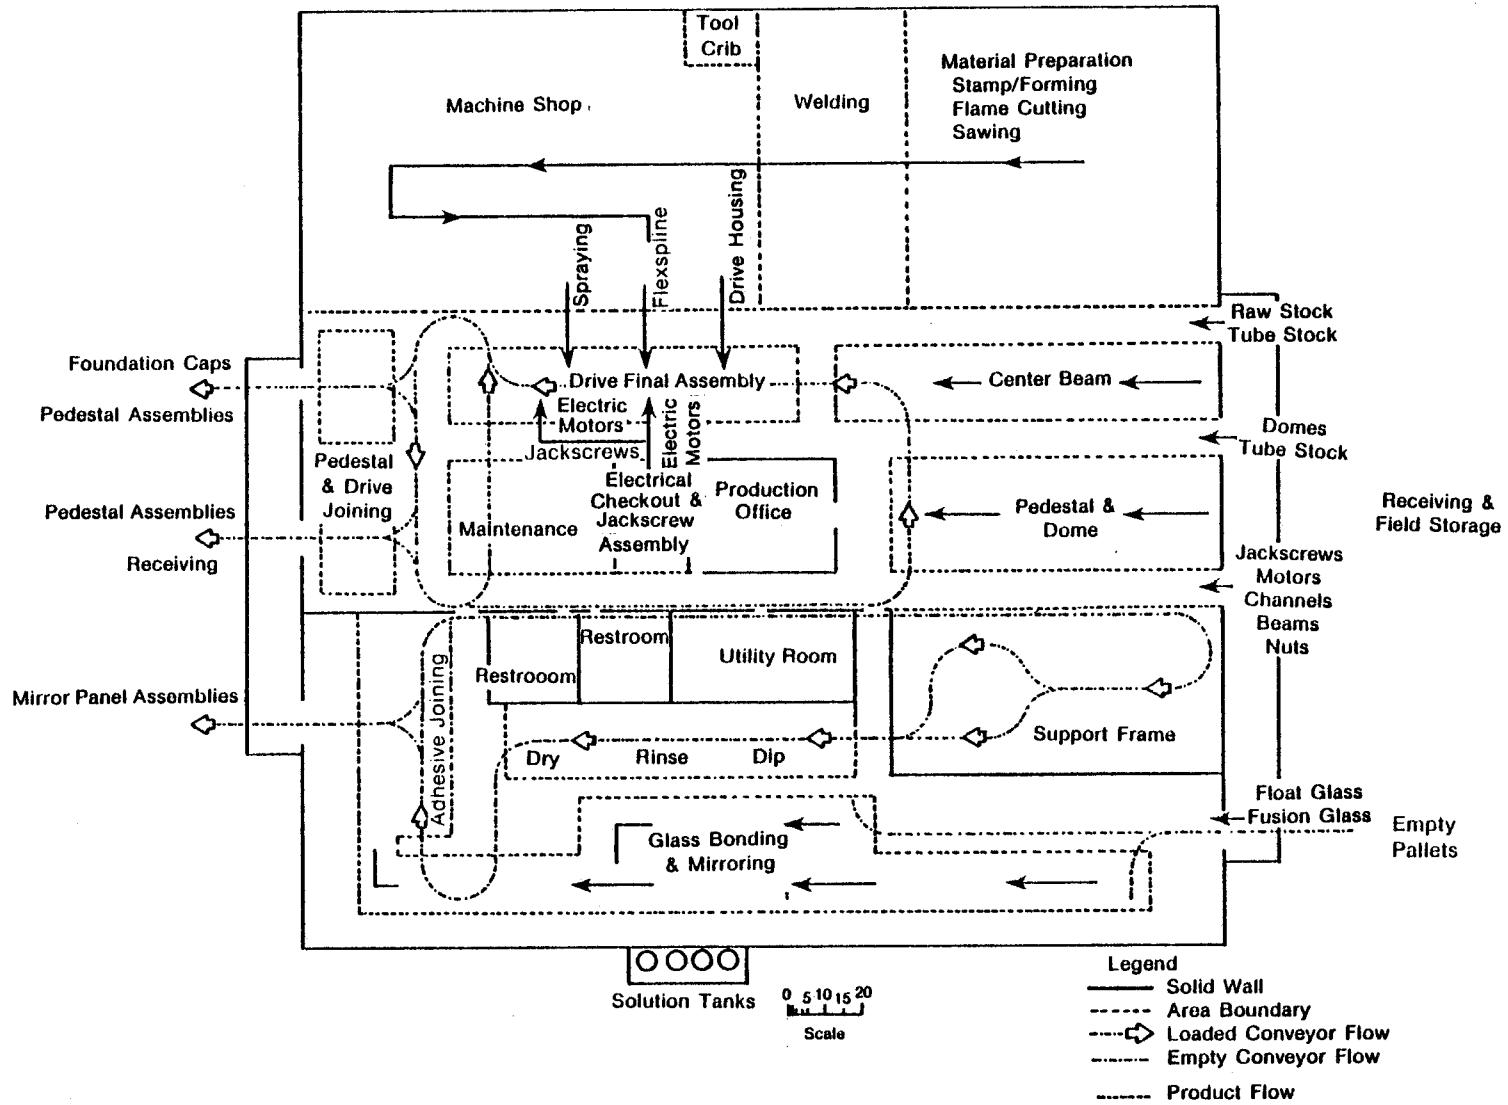 Tool
Crib
Machine Shop
Welding
Material Preparation
Stamp/Forming
Flame Cutting
Sawing
Spraying
Flexspline
Drive Housing
Raw Stock
Tube Stock
Foundation Caps
Pedestal Assemblies
Drive Final Assembly
Center Beam
Electric
Motors
Electric
Motors
Jackscrews
Domes
Tube Stock
Pedestal
& Drive
Joining
Maintenance
Electrical
Checkout &
Jackscrew
Assembly
Production
Office
Pedestal &
Dome
Receiving &
Field Storage
Pedestal Assemblies
Receiving
Jackscrews
Motors
Channels
Beams
Nuts
Restrooom
Restroom
Utility Room
Mirror Panel Assemblies
Adhesive Joining
Dry
Rinse
Dip
Support Frame
Float Glass
Fusion Glass
Empty
Pallets
Glass Bonding
& Mirroring
Solution Tanks
0 5 10 15 20
Scale
Legend
Solid Wall
Area Boundary
Loaded Conveyor Flow
Empty Conveyor Flow
Product Flow